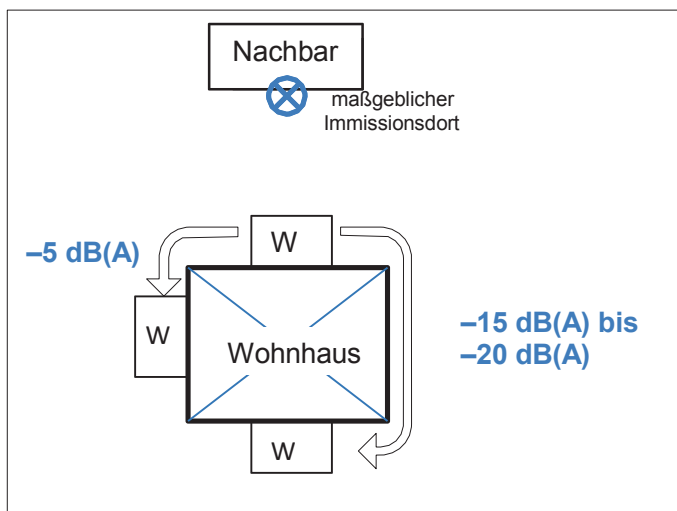 Nachbar
maßgeblicher
Immissionsdort
W
–5 dB(A)
W
Wohnhaus
–15 dB(A) bis
–20 dB(A)
W